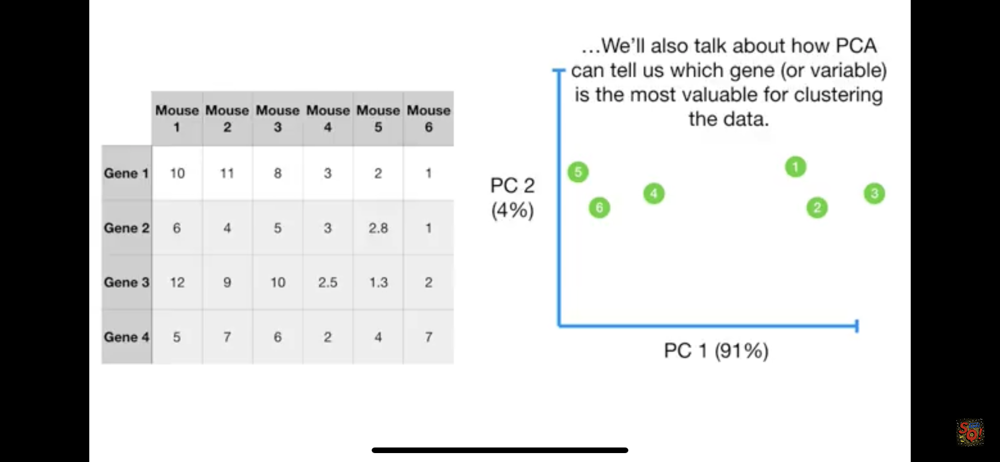 …We'll also talk about how PCA
can tell us which gene (or variable)
is the most valuable for clustering
the data.
Mouse 1 Mouse 2 Mouse 3 Mouse 4 Mouse 5 Mouse 6
Gene 1 10 11 8 3 2 1
Gene 2 6 4 5 3 2.8 1
Gene 3 12 9 10 2.5 1.3 2
Gene 4 5 7 6 2 4 7
PC 2
(4%)
5
6
4
1
2
3
PC 1 (91%)
SQ!